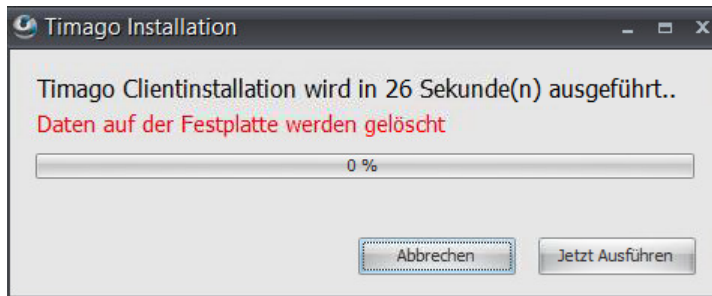 Timago Installation
Timago Clientinstallation wird in 26 Sekunde(n) ausgeführt..
Daten auf der Festplatte werden gelöscht
0 %
Abbrechen
Jetzt Ausführen